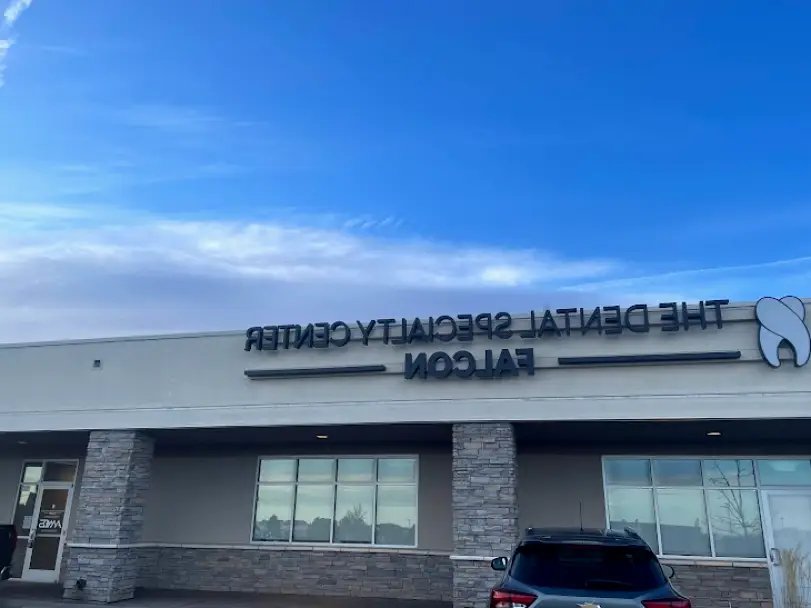 THE DENTAL SPECIALTY CENTER
FALCON